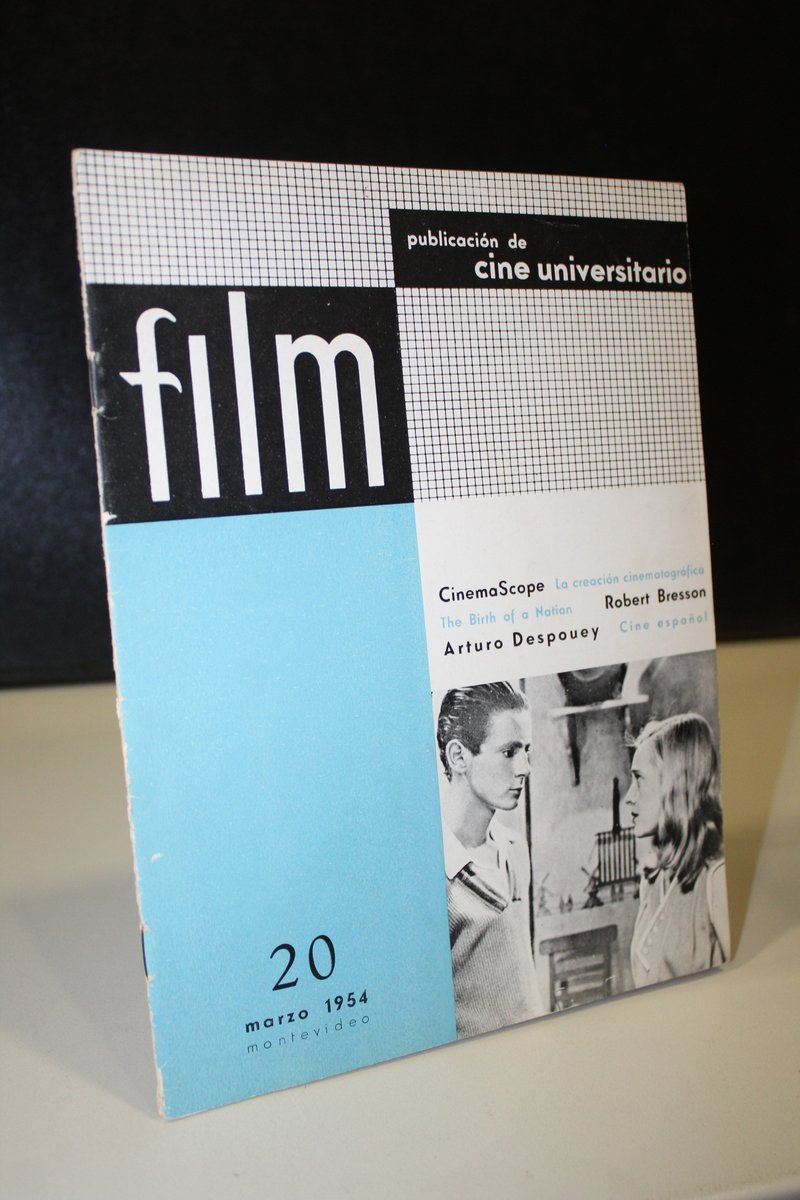 publicación de
cine universitario
film
CinemaScope La creación cinematográfica
The Birth of a Nation Robert Bresson
Arturo Despouey Cine español
20
marzo 1954
montevideo